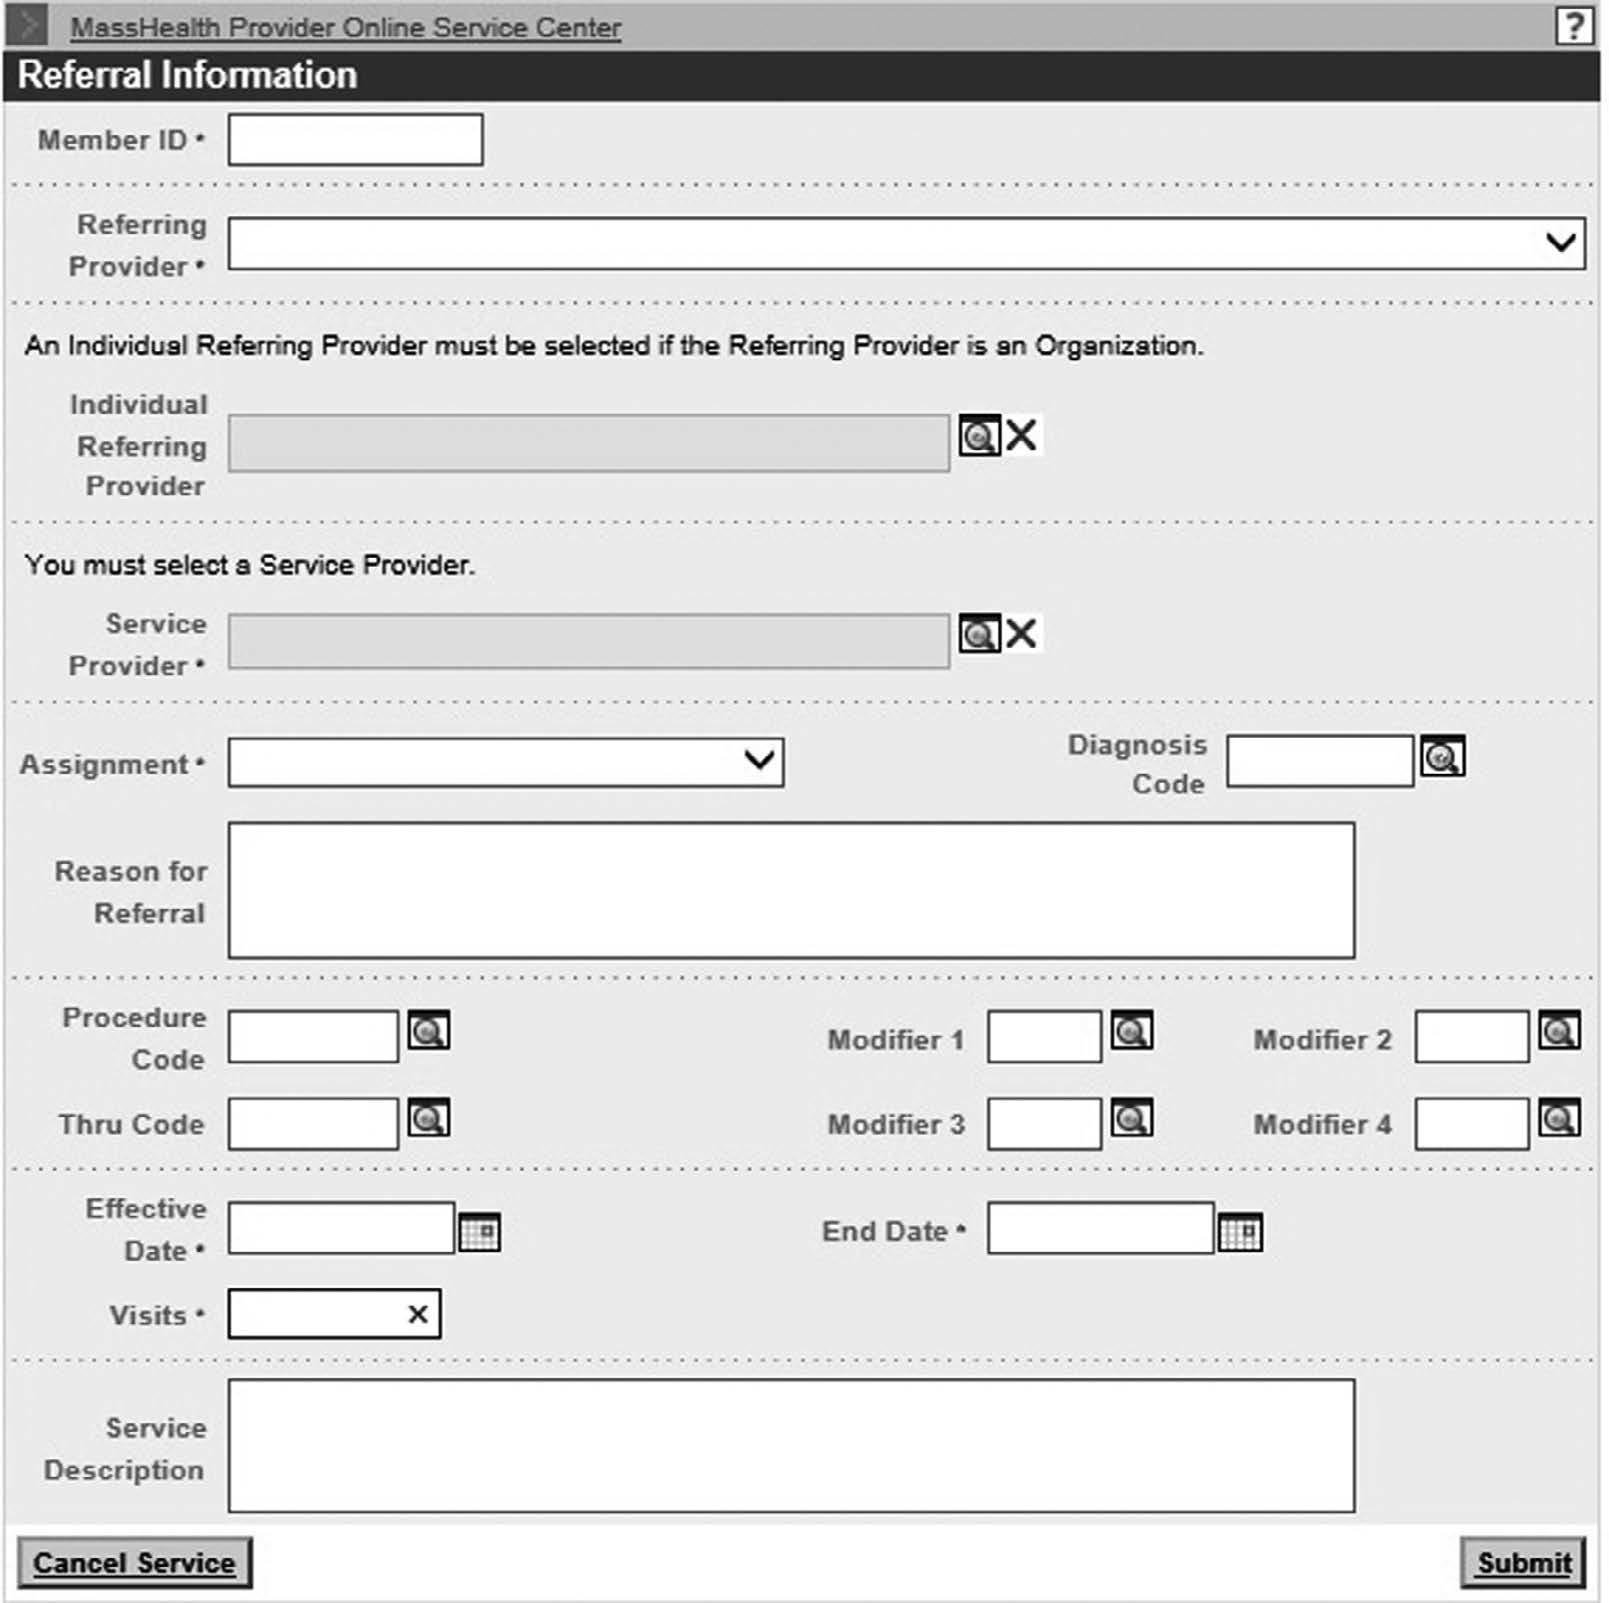 MassHealth Provider Online Service Center
?
Referral Information
Member ID *
Referring
Provider *
An Individual Referring Provider must be selected if the Referring Provider is an Organization.
Individual
Referring
Provider
You must select a Service Provider.
Service
Provider *
Assignment *
Diagnosis
Code
Reason for
Referral
Procedure
Code
Modifier 1
Modifier 2
Thru Code
Modifier 3
Modifier 4
Effective
Date *
End Date *
Visits *
Service
Description
Cancel Service
Submit